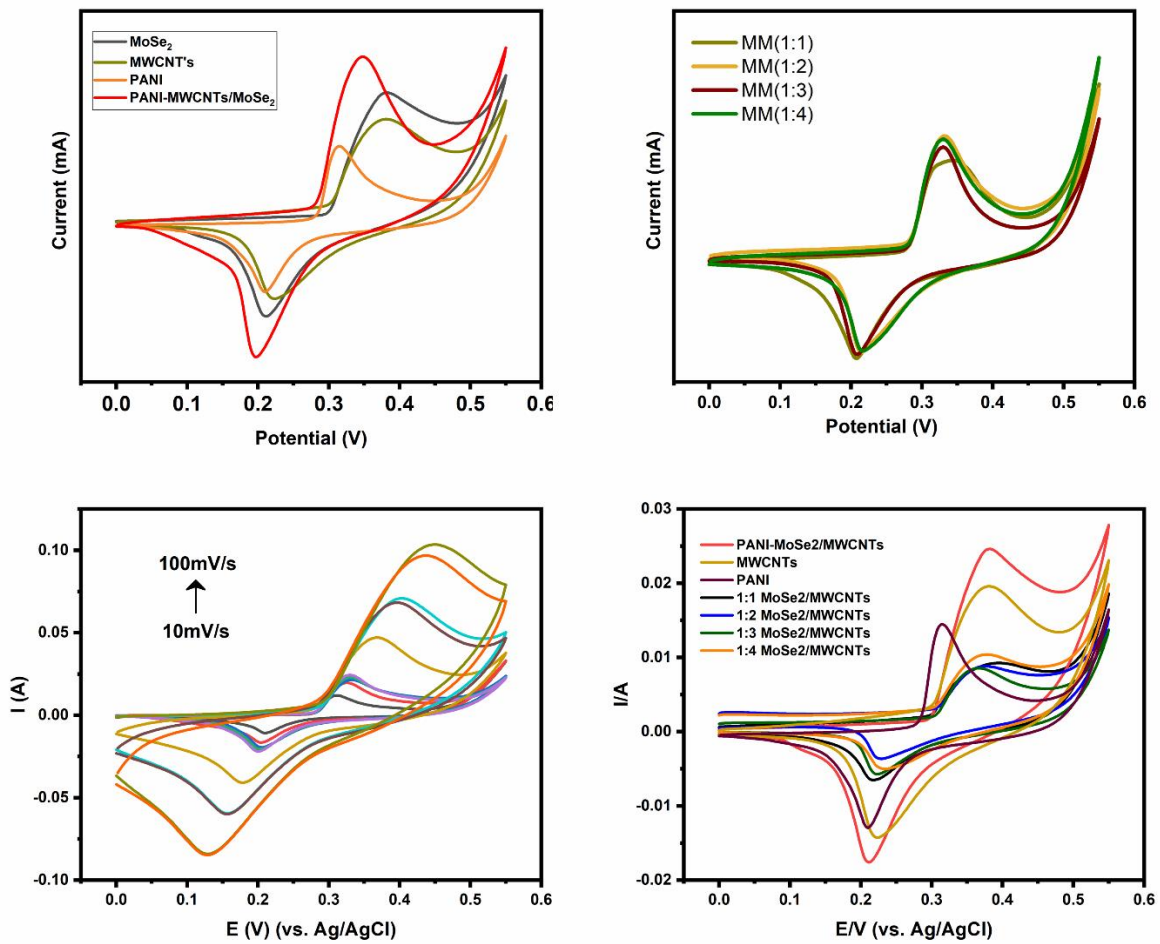 MoSe₂
MWCNT's
PANI
PANI-MWCNTs/MoSe₂
Current (mA)
0.0 0.1 0.2 0.3 0.4 0.5 0.6
Potential (V)
MM(1:1)
MM(1:2)
MM(1:3)
MM(1:4)
Current (mA)
0.0 0.1 0.2 0.3 0.4 0.5 0.6
Potential (V)
100mV/s
10mV/s
I (A)
0.10
0.05
0.00
-0.05
-0.10
0.0 0.1 0.2 0.3 0.4 0.5 0.6
E (V) (vs. Ag/AgCl)
PANI-MoSe2/MWCNTs
MWCNTs
PANI
1:1 MoSe2/MWCNTs
1:2 MoSe2/MWCNTs
1:3 MoSe2/MWCNTs
1:4 MoSe2/MWCNTs
I/A
0.03
0.02
0.01
0.00
-0.01
-0.02
0.0 0.1 0.2 0.3 0.4 0.5 0.6
E/V (vs. Ag/AgCl)